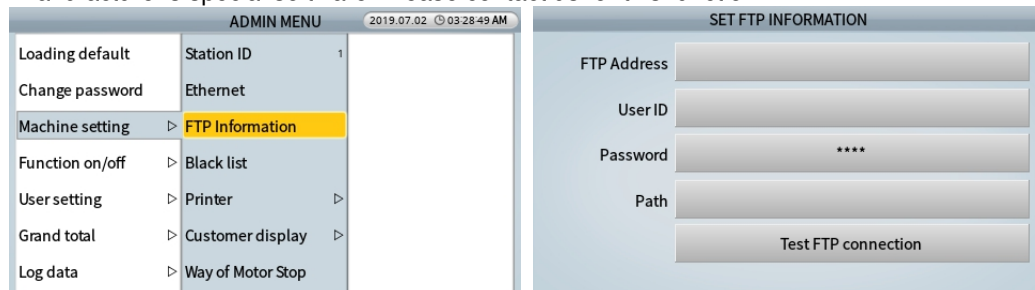 ADMIN MENU 2019.07.02 03:28:49 AM
Loading default
Change password
Machine setting
Function on/off
User setting
Grand total
Log data
Station ID 1
Ethernet
FTP Information
Black list
Printer
Customer display
Way of Motor Stop
SET FTP INFORMATION
FTP Address
User ID
Password ****
Path
Test FTP connection